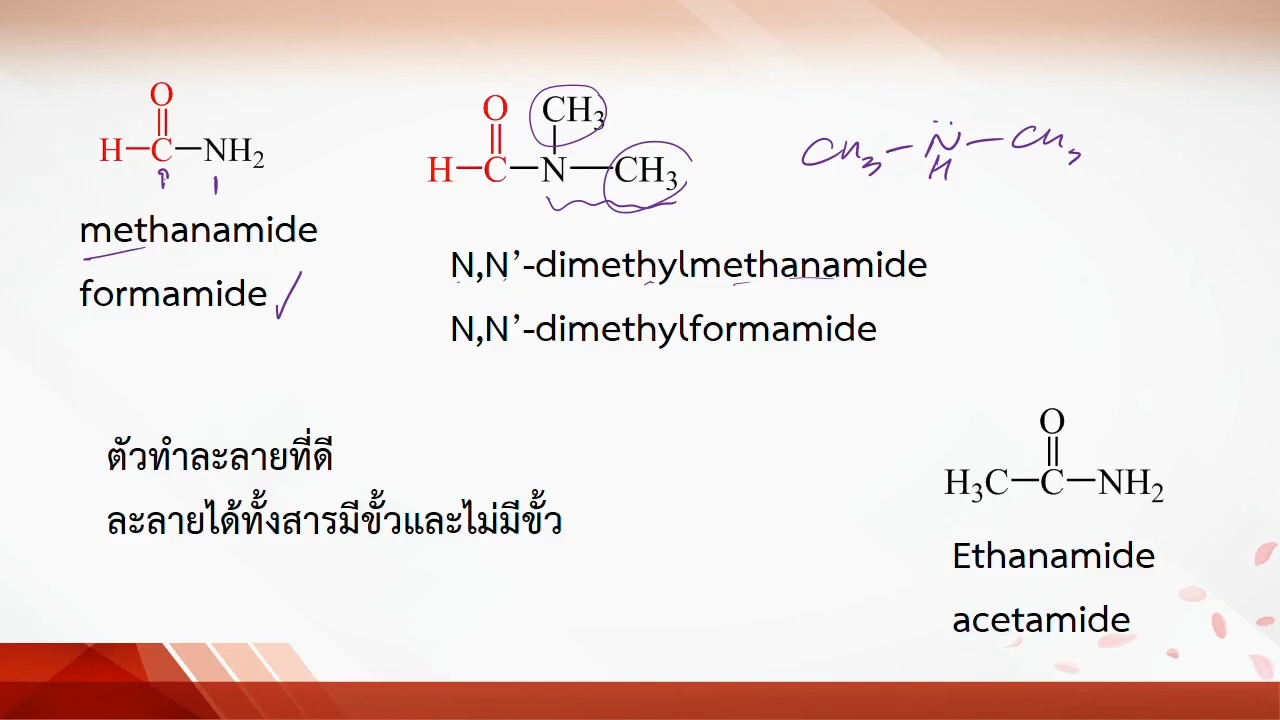 O
H—C—NH₂
methanamide
formamide
O CH₃
H—C—N—CH₃
CH₃—N̈—CH₃
H
N,N’-dimethylmethanamide
N,N’-dimethylformamide
ตัวทำละลายที่ดี
ละลายได้ทั้งสารมีขั้วและไม่มีขั้ว
O
H₃C—C—NH₂
Ethanamide
acetamide